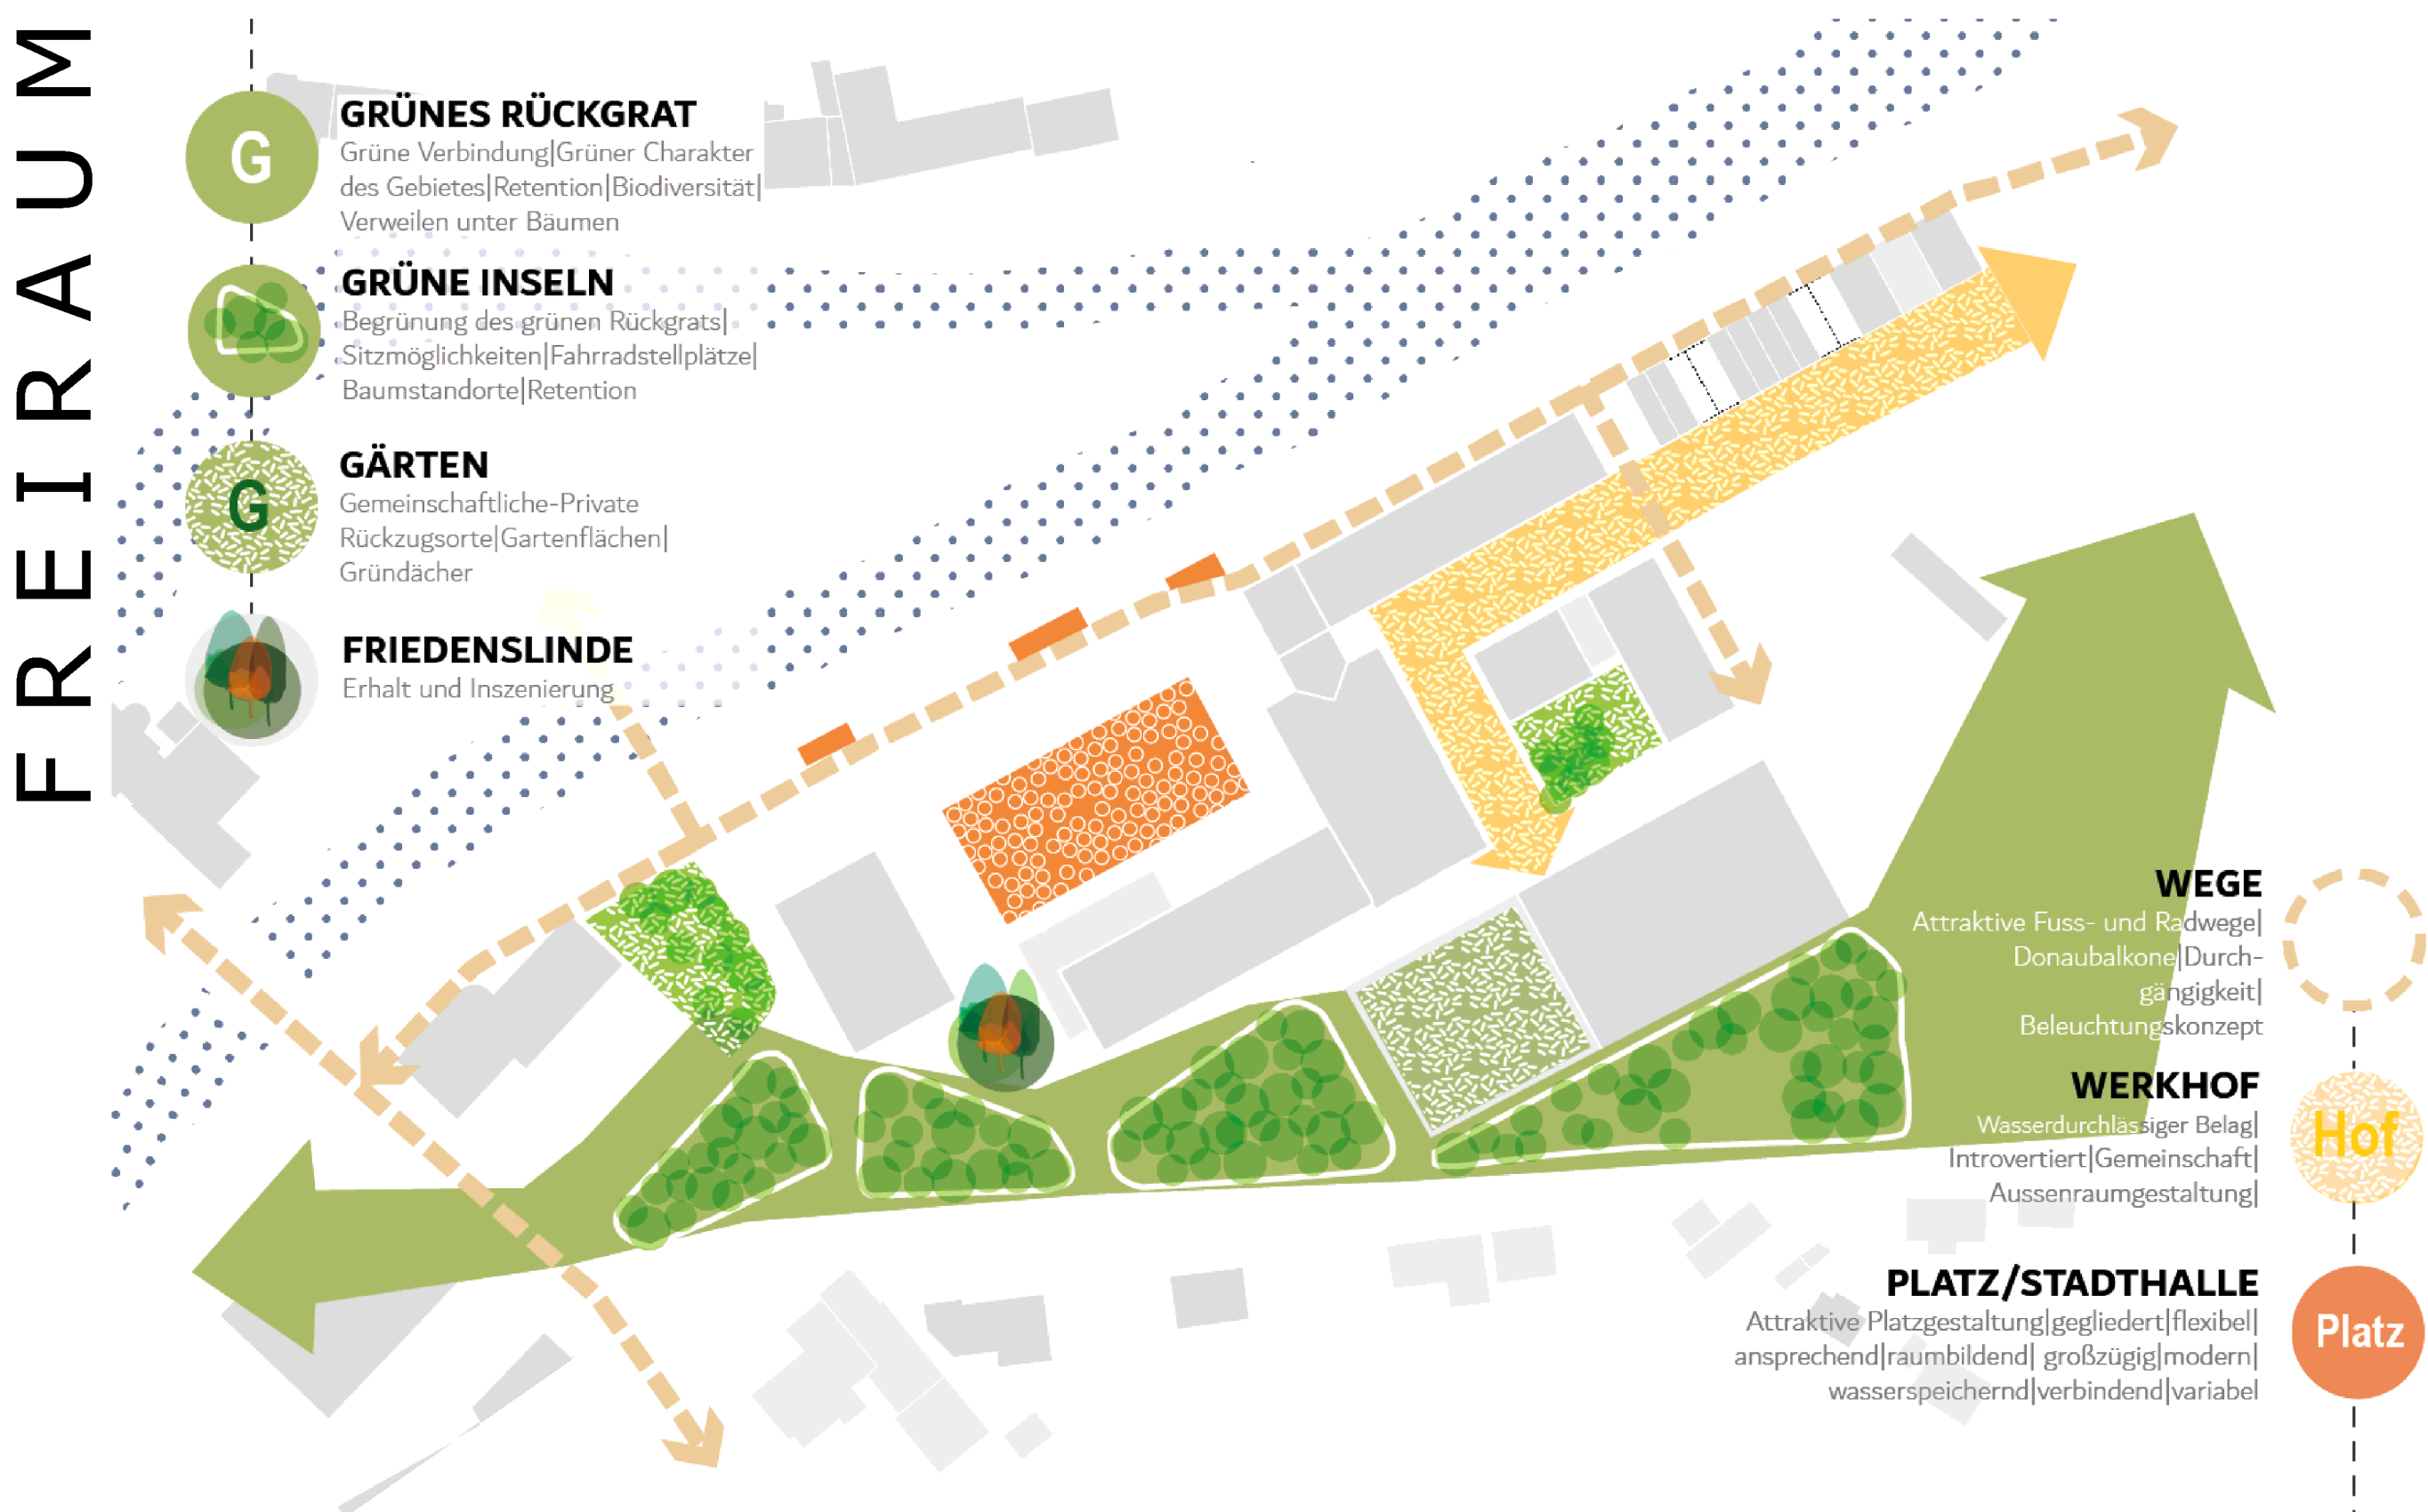 FREIRAUM
G
GRÜNES RÜCKGRAT
Grüne Verbindung|Grüner Charakter
des Gebietes|Retention|Biodiversität|
Verweilen unter Bäumen
GRÜNE INSELN
Begrünung des grünen Rückgrats|
Sitzmöglichkeiten|Fahrradstellplätze|
Baumstandorte|Retention
G
GÄRTEN
Gemeinschaftliche-Private
Rückzugsorte|Gartenflächen|
Gründächer
FRIEDENSLINDE
Erhalt und Inszenierung
WEGE
Attraktive Fuss- und Radwege|
Donaubalkone|Durch-
gängigkeit|
Beleuchtungskonzept
WERKHOF
Wasserdurchlässiger Belag|
Introvertiert|Gemeinschaft|
Aussenraumgestaltung|
Hof
PLATZ/STADTHALLE
Attraktive Platzgestaltung|gegliedert|flexibel|
ansprechend|raumbildend| großzügig|modern|
wasserspeichernd|verbindend|variabel
Platz